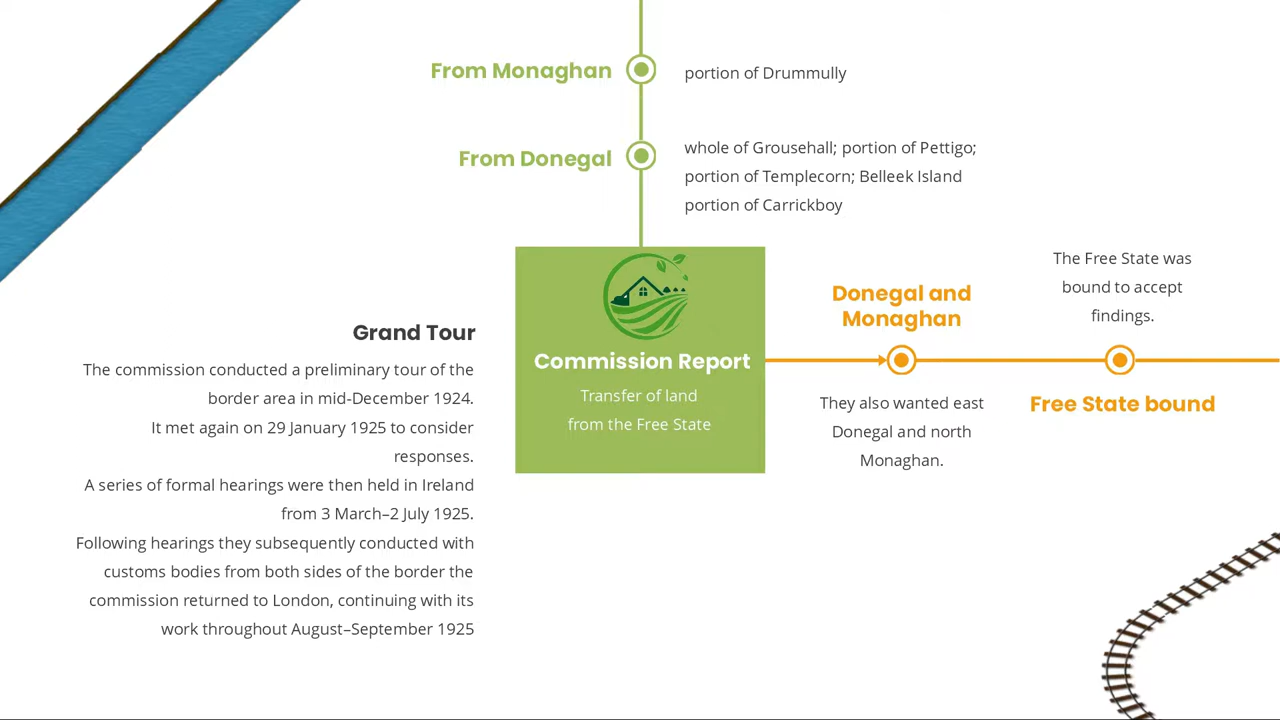 From Monaghan
portion of Drummully
From Donegal
whole of Grousehall; portion of Pettigo;
portion of Templecorn; Belleek Island
portion of Carrickboy
Grand Tour
The commission conducted a preliminary tour of the
border area in mid-December 1924.
It met again on 29 January 1925 to consider
responses.
A series of formal hearings were then held in Ireland
from 3 March–2 July 1925.
Following hearings they subsequently conducted with
customs bodies from both sides of the border the
commission returned to London, continuing with its
work throughout August–September 1925
Commission Report
Transfer of land
from the Free State
Donegal and
Monaghan
They also wanted east
Donegal and north
Monaghan.
The Free State was
bound to accept
findings.
Free State bound